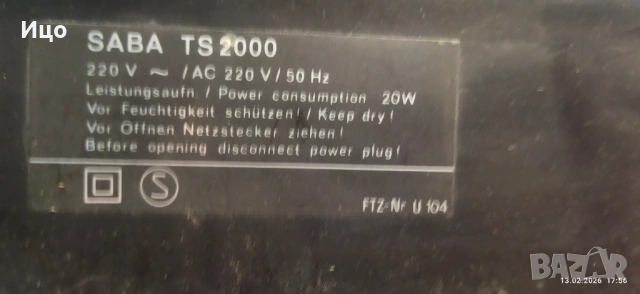 Ицо
SABA TS 2000
220 V ~ / AC 220 V / 50 Hz
Leistungsaufn. / Power consumption 20W
Vor Feuchtigkeit schützen! / Keep dry!
Vor Öffnen Netzstecker ziehen!
Before opening disconnect power plug!
S
FTZ-Nr U 104
BAZAR
13.02.2026 17:56